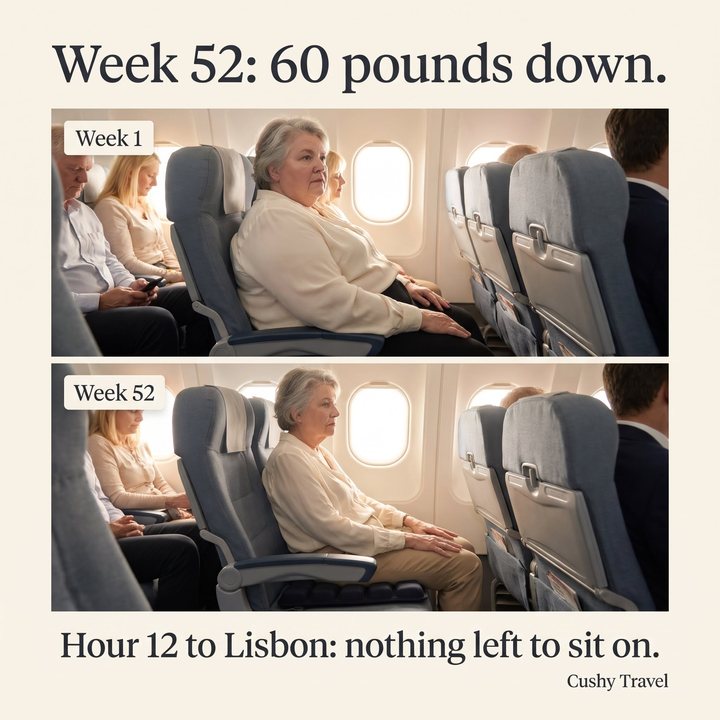 Week 52: 60 pounds down.
Week 1
Week 52
Hour 12 to Lisbon: nothing left to sit on.
Cushy Travel